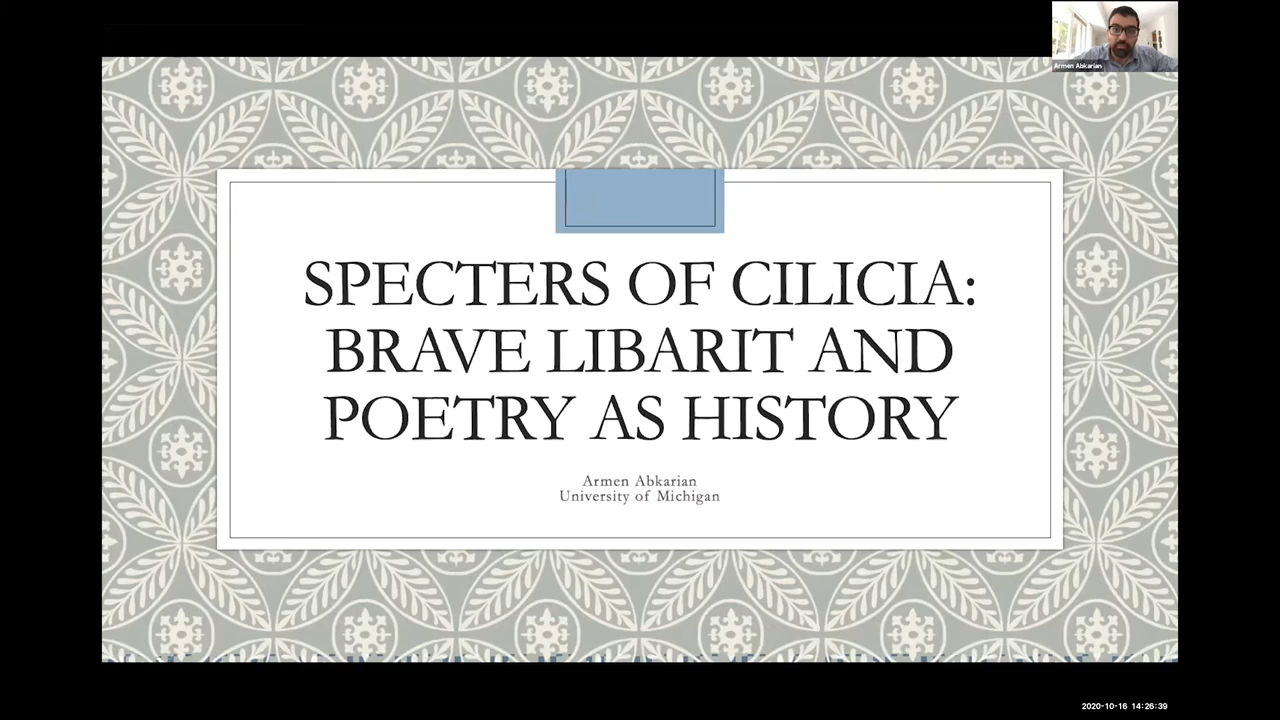 Armen Abkarian
SPECTERS OF CILICIA:
BRAVE LIBARIT AND
POETRY AS HISTORY
Armen Abkarian
University of Michigan
2020-10-16 14:26:39